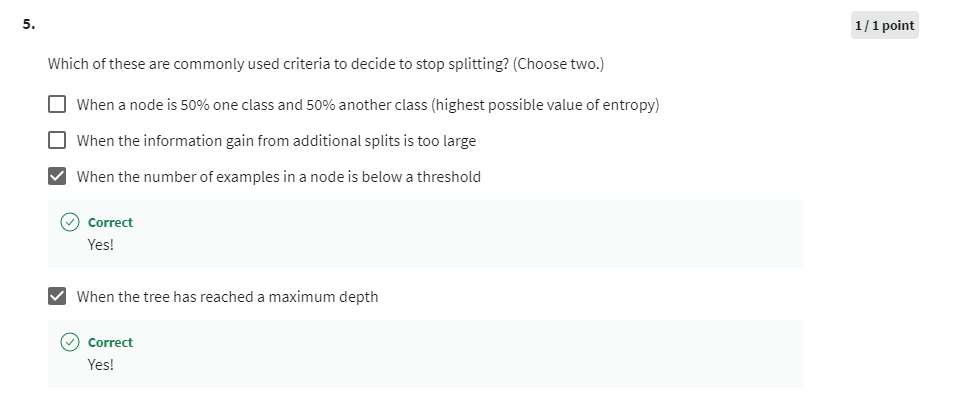 5.
1 / 1 point
Which of these are commonly used criteria to decide to stop splitting? (Choose two.)
When a node is 50% one class and 50% another class (highest possible value of entropy)
When the information gain from additional splits is too large
When the number of examples in a node is below a threshold
Correct
Yes!
When the tree has reached a maximum depth
Correct
Yes!